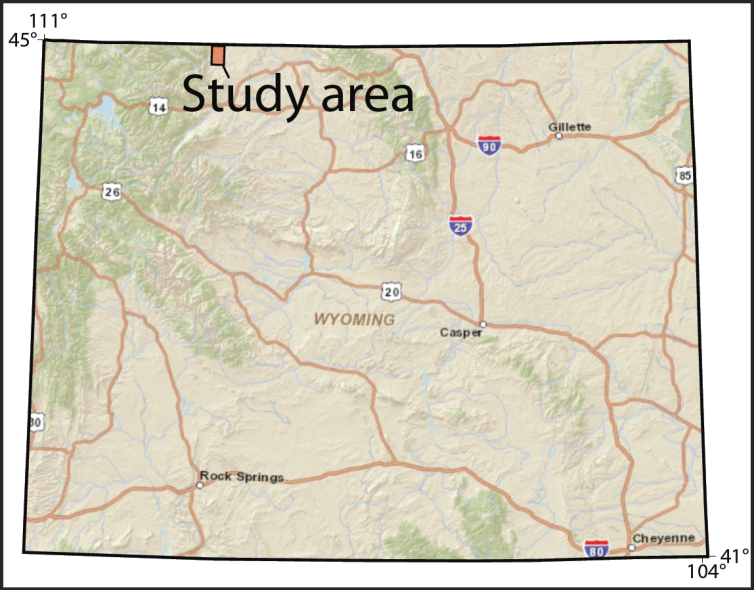 111°
45°
Study area
14
Gillette
90
16
85
26
25
20
WYOMING
Casper
30
Rock Springs
Cheyenne
80
41°
104°